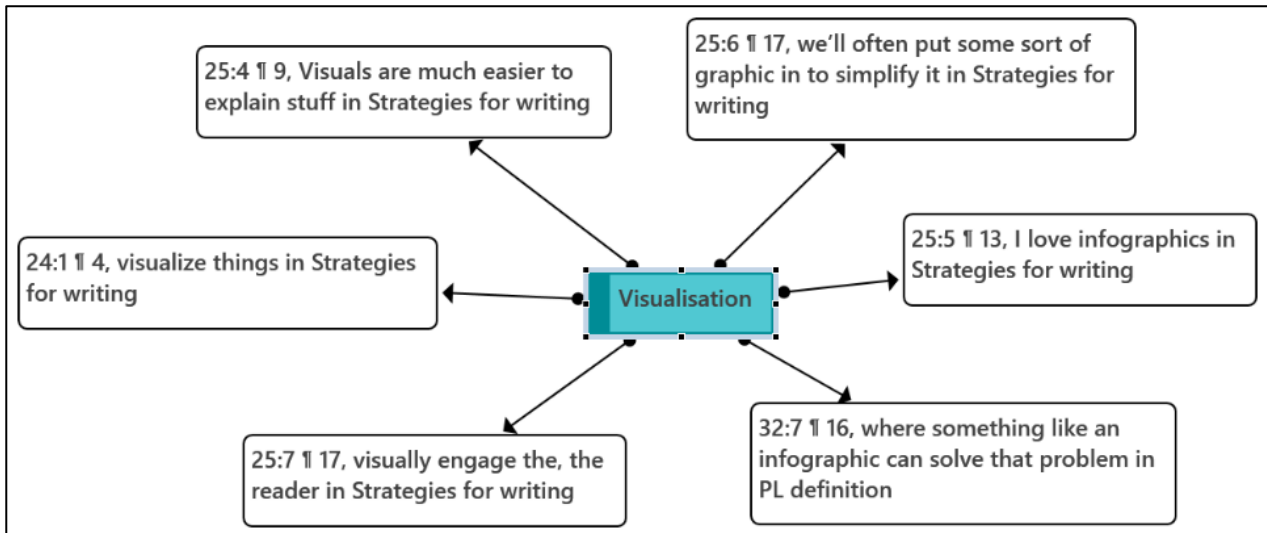 25:4 ¶ 9, Visuals are much easier to
explain stuff in Strategies for writing
25:6 ¶ 17, we’ll often put some sort of
graphic in to simplify it in Strategies for
writing
24:1 ¶ 4, visualize things in Strategies
for writing
Visualisation
25:5 ¶ 13, I love infographics in
Strategies for writing
25:7 ¶ 17, visually engage the, the
reader in Strategies for writing
32:7 ¶ 16, where something like an
infographic can solve that problem in
PL definition